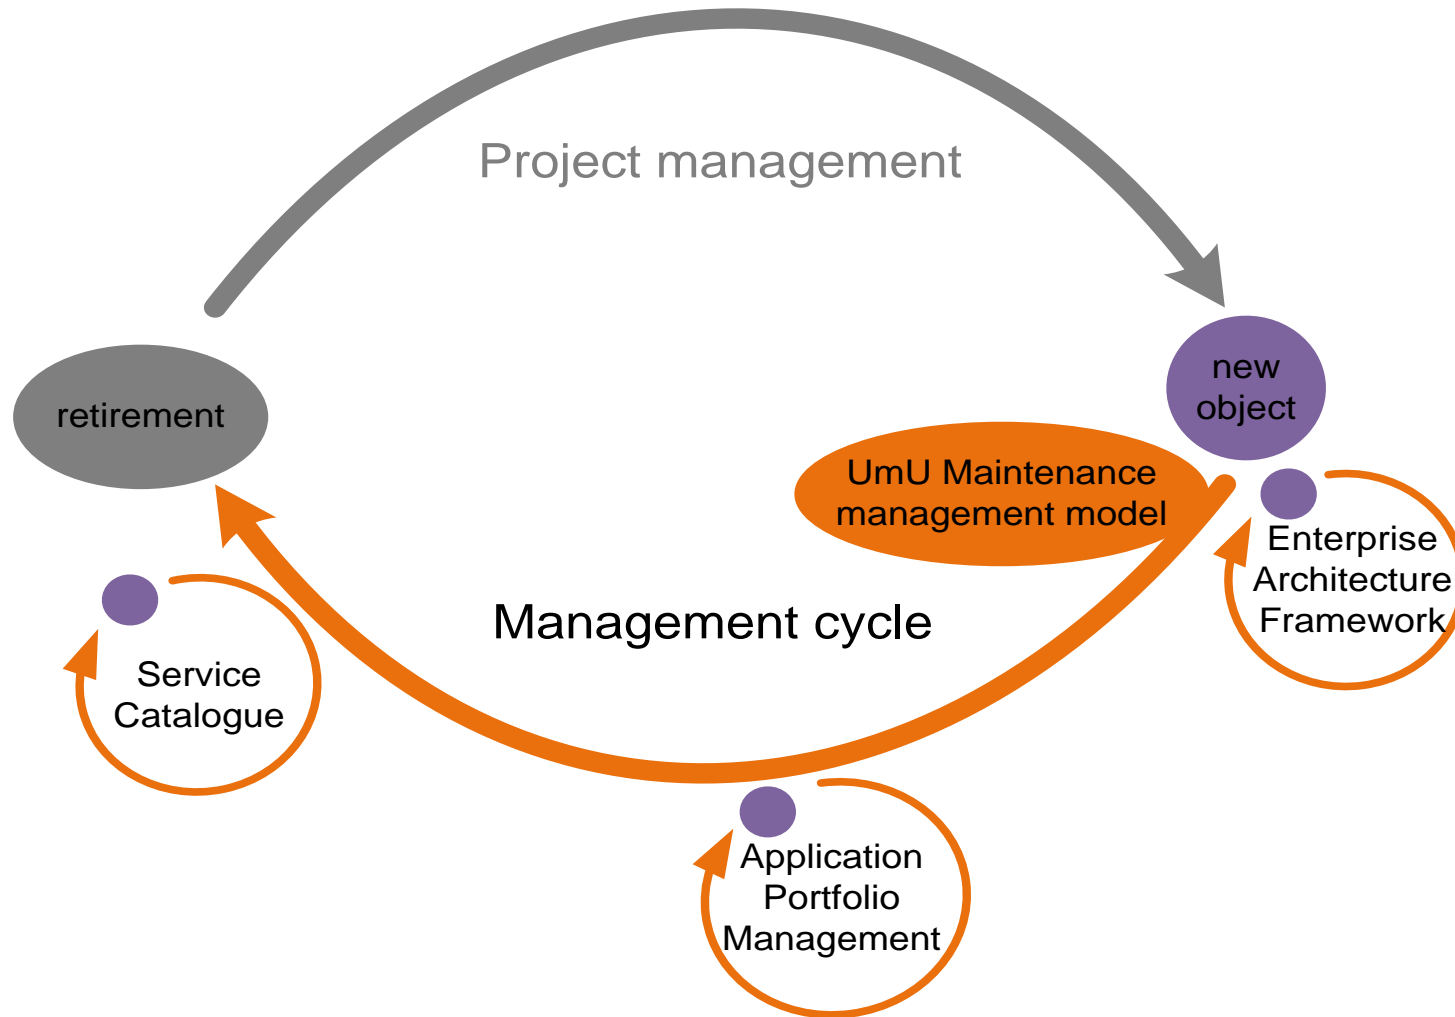 Project management
retirement
new
object
UmU Maintenance
management model
Enterprise
Architecture
Framework
Management cycle
Service
Catalogue
Application
Portfolio
Management